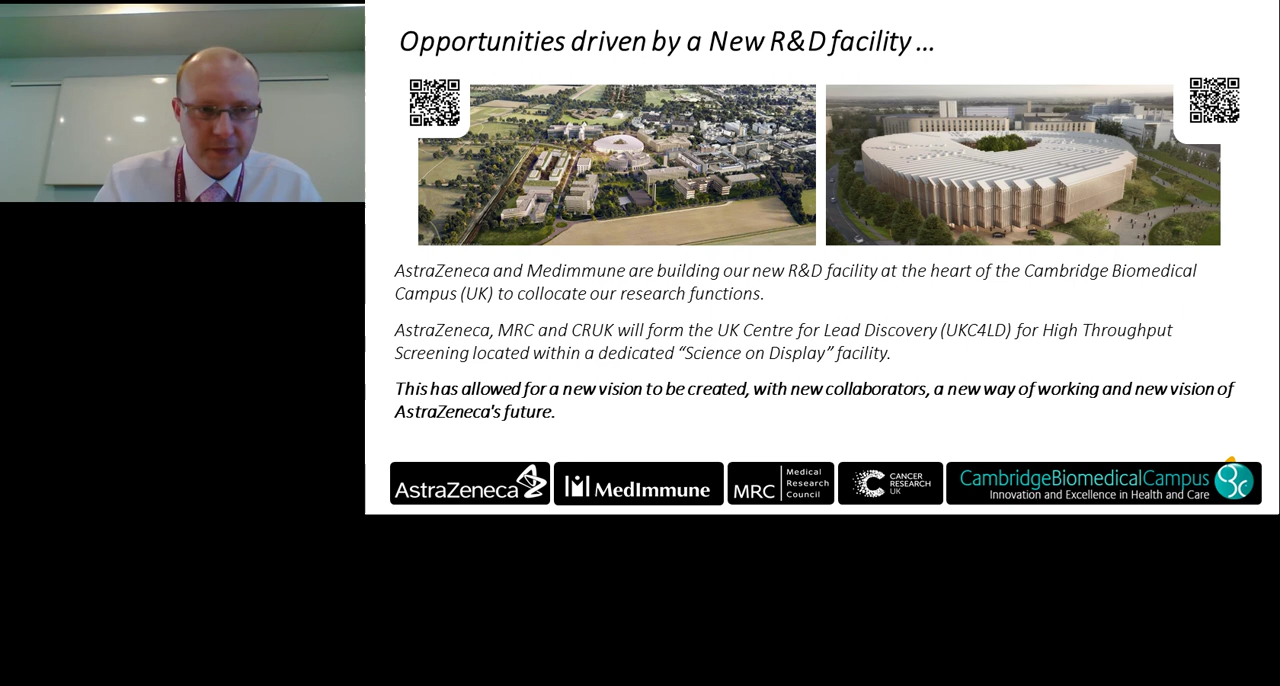 Opportunities driven by a New R&D facility ...
AstraZeneca and Medimmune are building our new R&D facility at the heart of the Cambridge Biomedical
Campus (UK) to collocate our research functions.
AstraZeneca, MRC and CRUK will form the UK Centre for Lead Discovery (UKC4LD) for High Throughput
Screening located within a dedicated “Science on Display” facility.
This has allowed for a new vision to be created, with new collaborators, a new way of working and new vision of
AstraZeneca's future.
AstraZeneca
MedImmune
MRC
Medical
Research
Council
CANCER
RESEARCH
UK
CambridgeBiomedicalCampus
Innovation and Excellence in Health and Care